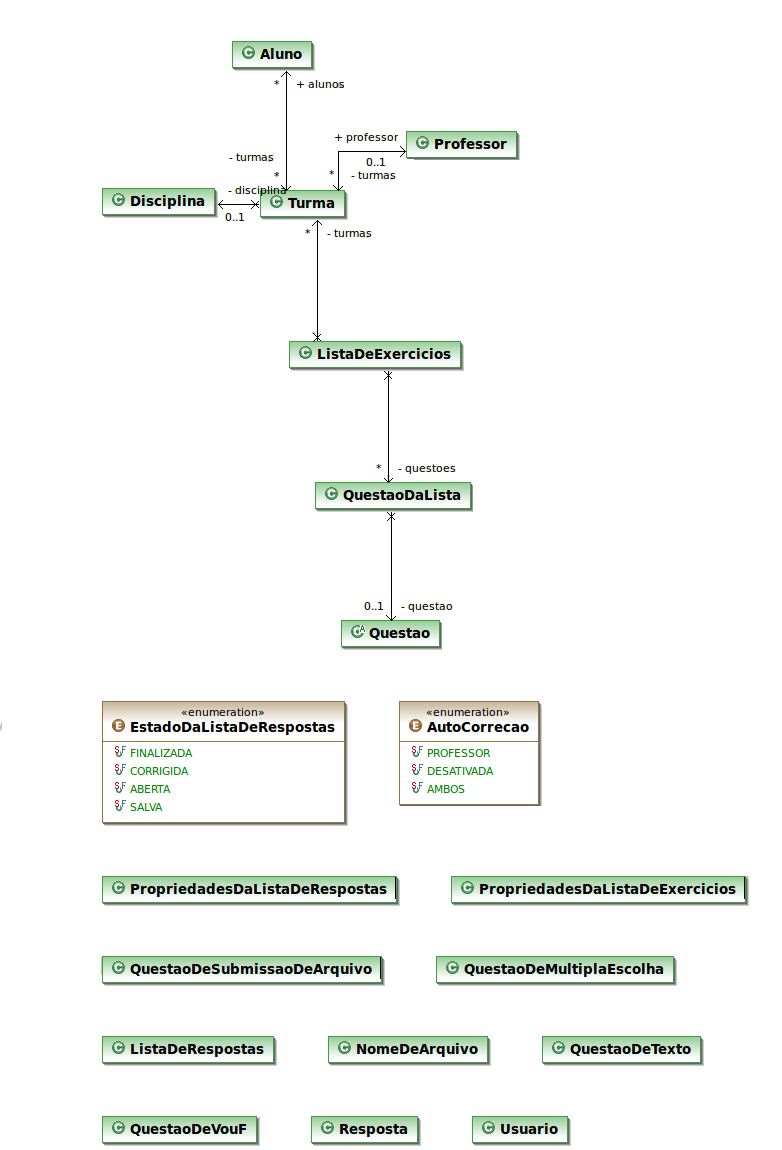 Aluno
* + alunos
+ professor
Professor
- turmas
0..1
* - turmas
*
- disciplina
Disciplina
Turma
0..1
* - turmas
ListaDeExercicios
* - questoes
QuestaoDaLista
0..1 - questao
Questao
«enumeration»
EstadoDaListaDeRespostas
FINALIZADA
CORRIGIDA
ABERTA
SALVA
«enumeration»
AutoCorrecao
PROFESSOR
DESATIVADA
AMBOS
PropriedadesDaListaDeRespostas
PropriedadesDaListaDeExercicios
QuestaoDeSubmissaoDeArquivo
QuestaoDeMultiplaEscolha
ListaDeRespostas
NomeDeArquivo
QuestaoDeTexto
QuestaoDeVouF
Resposta
Usuario